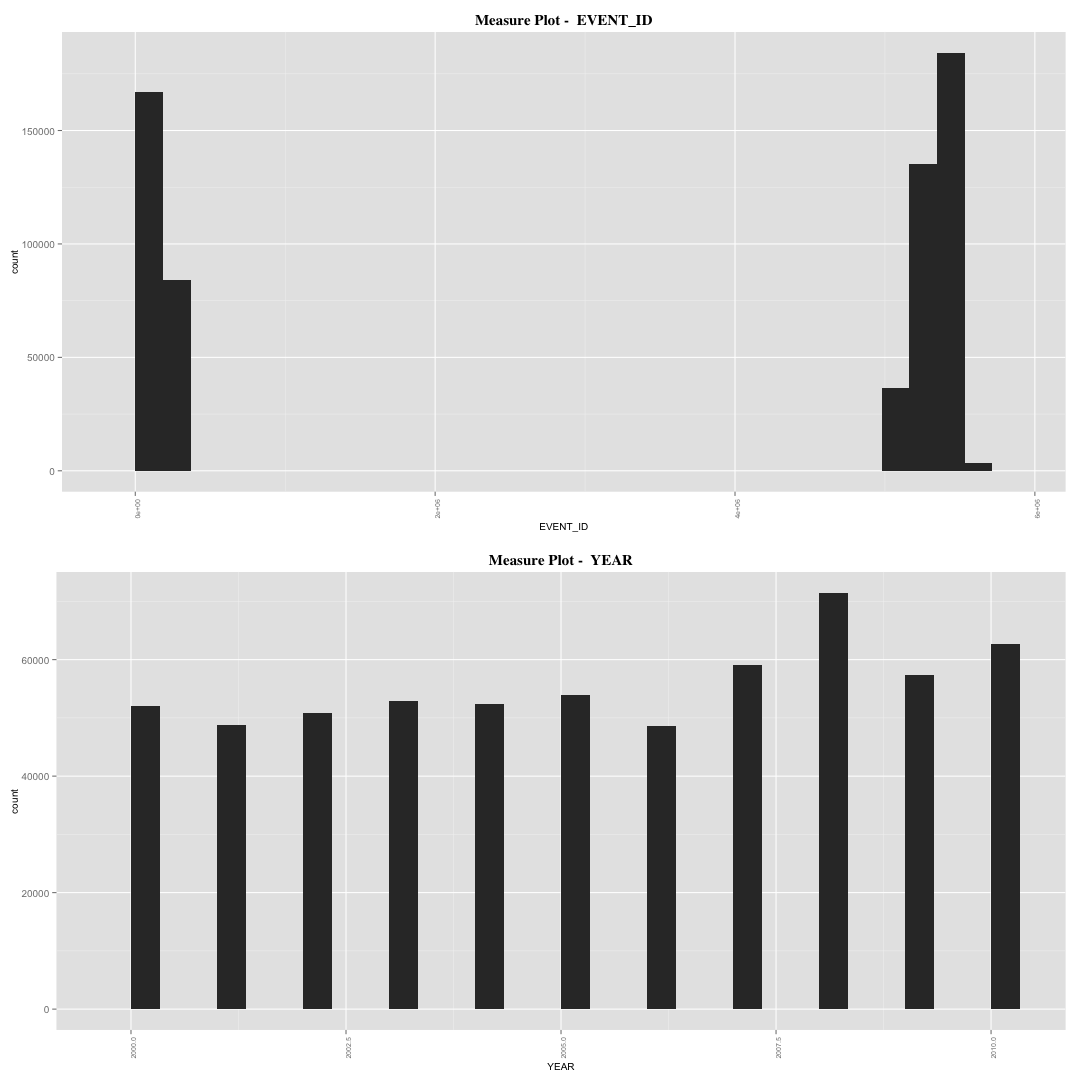 Measure Plot -  EVENT_ID
150000
100000
50000
0
count
0e+00 2e+06 4e+06 6e+06
EVENT_ID
Measure Plot -  YEAR
60000
40000
20000
0
count
2000.0 2002.5 2005.0 2007.5 2010.0
YEAR